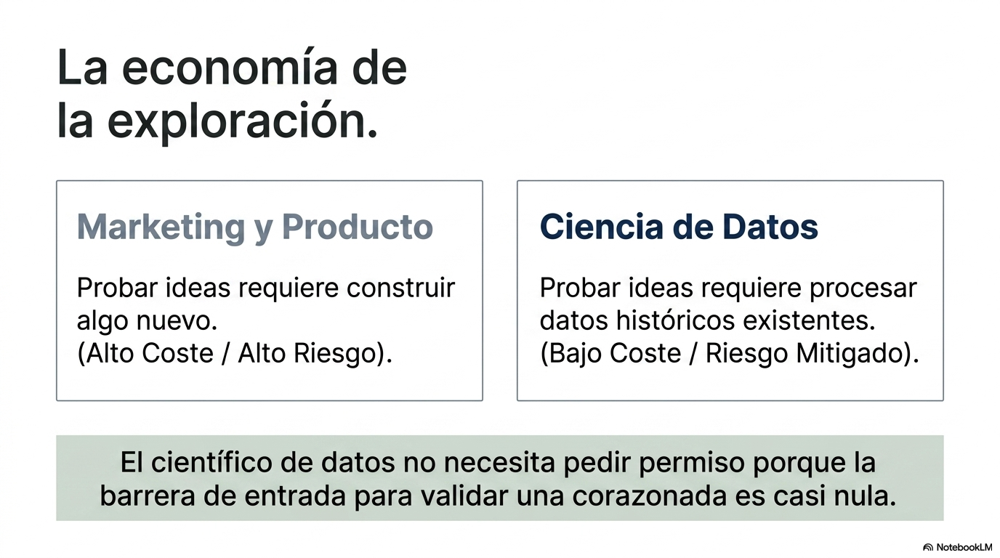 La economía de
la exploración.
Marketing y Producto
Probar ideas requiere construir
algo nuevo.
(Alto Coste / Alto Riesgo).
Ciencia de Datos
Probar ideas requiere procesar
datos históricos existentes.
(Bajo Coste / Riesgo Mitigado).
El científico de datos no necesita pedir permiso porque la
barrera de entrada para validar una corazonada es casi nula.
NotebookLM